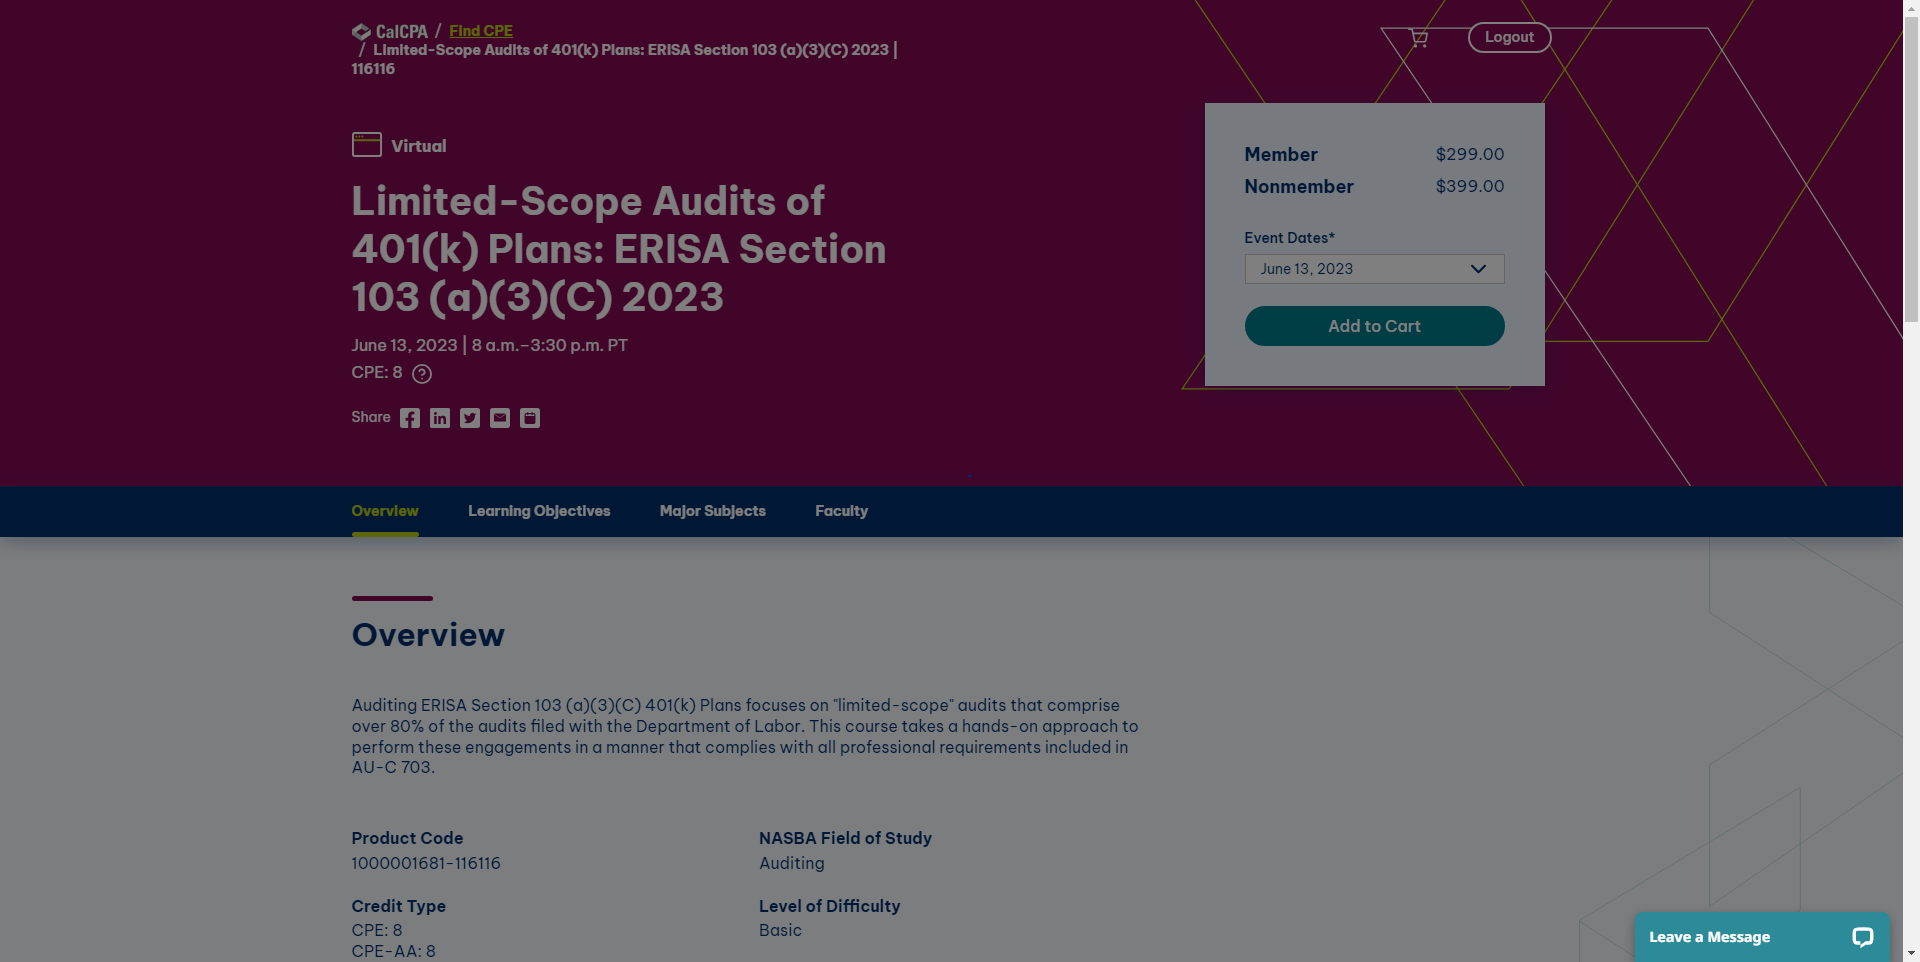 CalCPA / Find CPE
/ Limited-Scope Audits of 401(k) Plans: ERISA Section 103 (a)(3)(C) 2023 |
116116
Logout
Virtual
Limited-Scope Audits of
401(k) Plans: ERISA Section
103 (a)(3)(C) 2023
June 13, 2023 | 8 a.m.–3:30 p.m. PT
CPE: 8 ?
Share
Member $299.00
Nonmember $399.00
Event Dates*
June 13, 2023
Add to Cart
Overview Learning Objectives Major Subjects Faculty
Overview
Auditing ERISA Section 103 (a)(3)(C) 401(k) Plans focuses on "limited-scope" audits that comprise
over 80% of the audits filed with the Department of Labor. This course takes a hands-on approach to
perform these engagements in a manner that complies with all professional requirements included in
AU-C 703.
Product Code
1000001681-116116
NASBA Field of Study
Auditing
Credit Type
CPE: 8
CPE-AA: 8
Level of Difficulty
Basic
Leave a Message